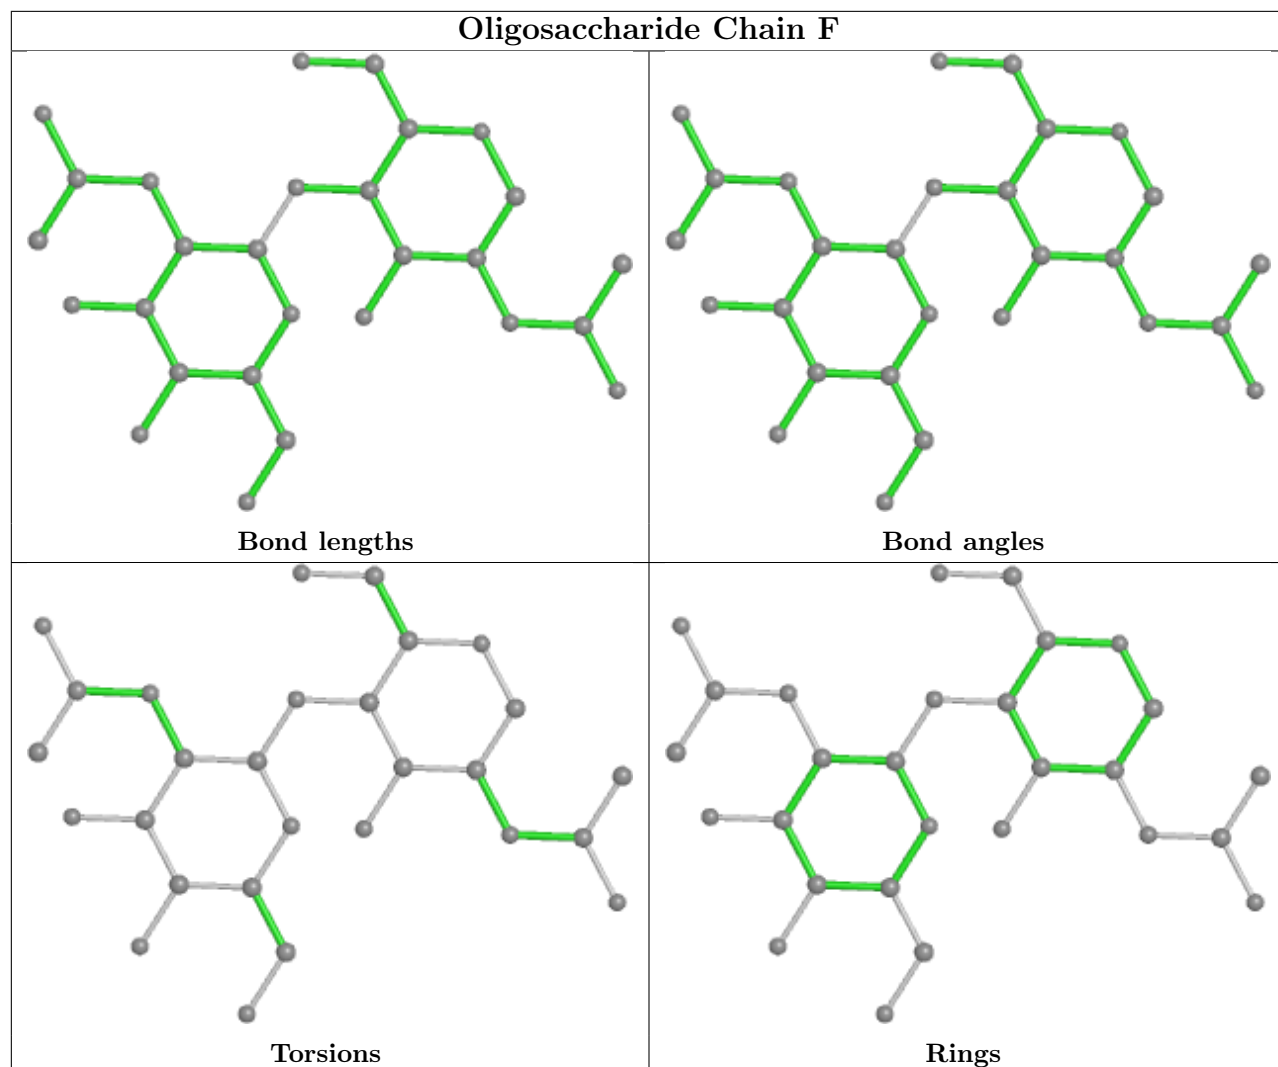 Oligosaccharide Chain F
Bond lengths
Bond angles
Torsions
Rings